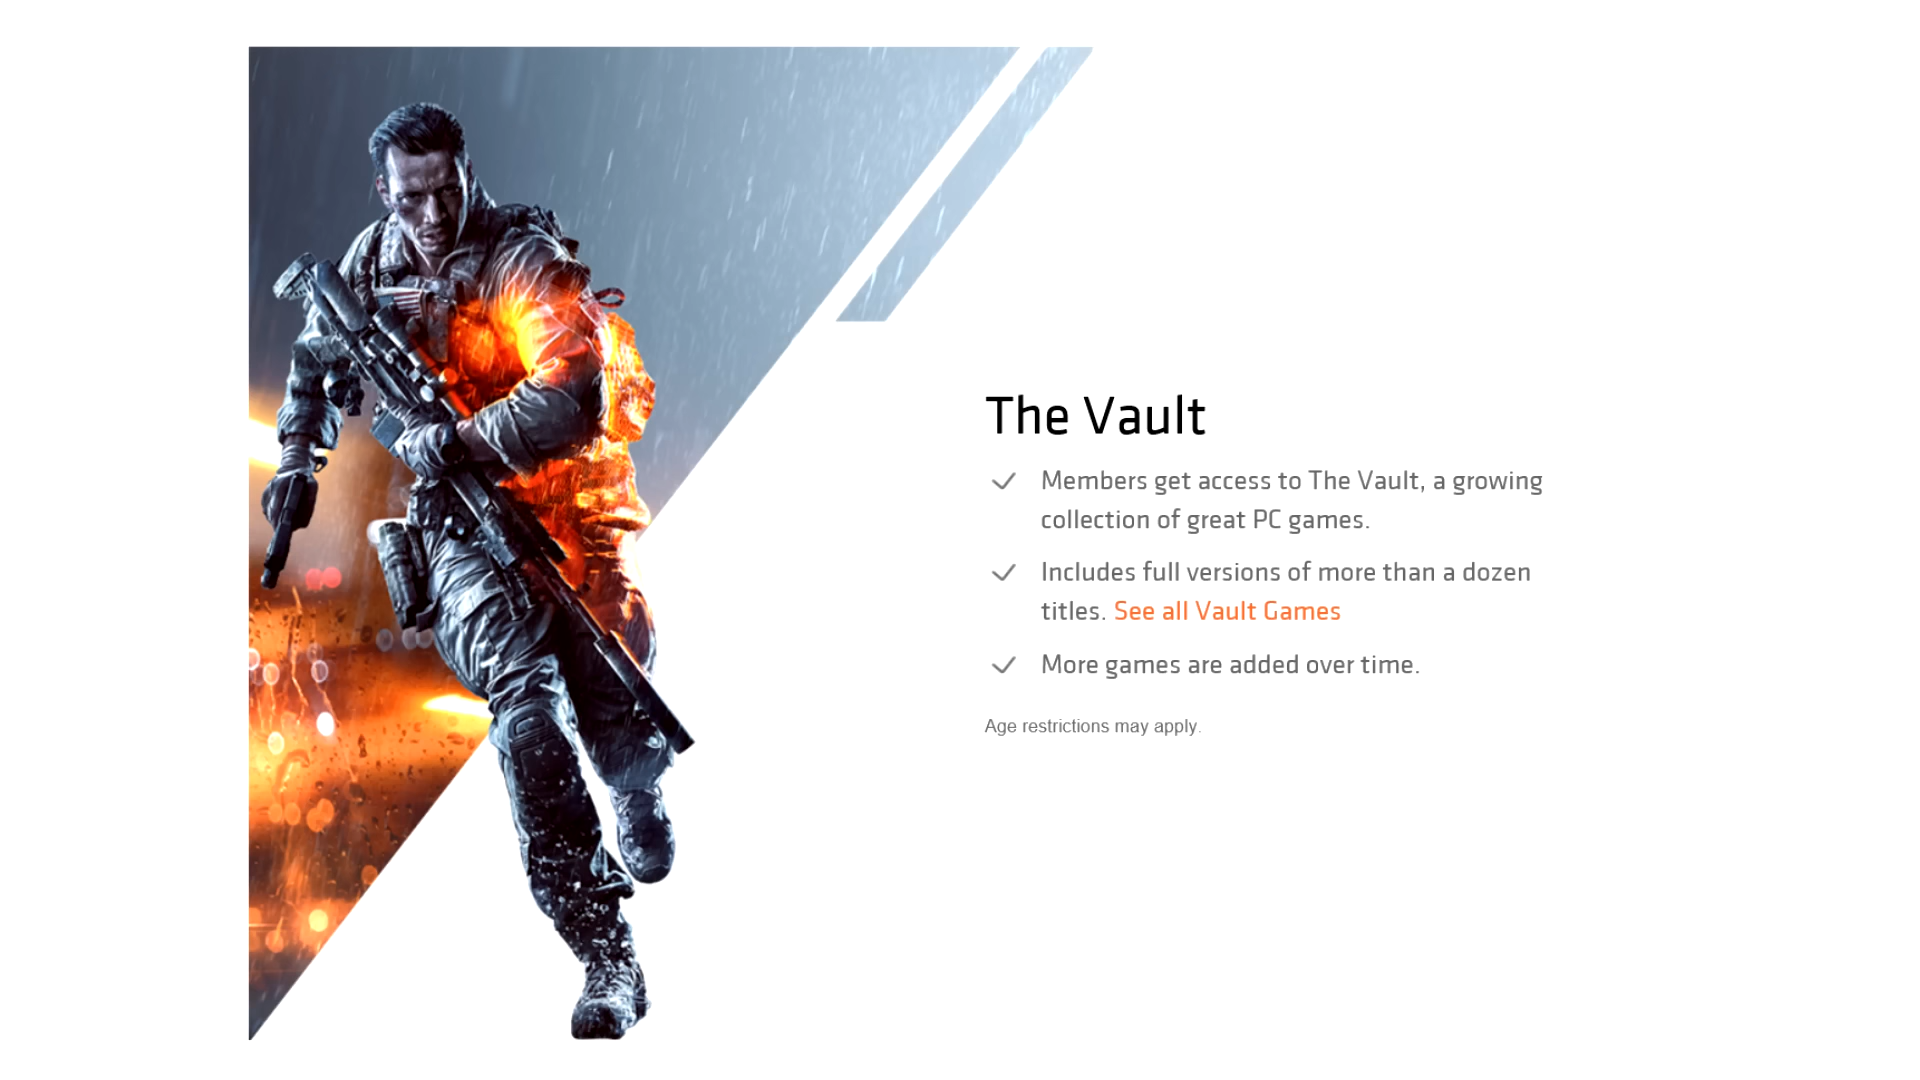 The Vault
Members get access to The Vault, a growing
collection of great PC games.
Includes full versions of more than a dozen
titles. See all Vault Games
More games are added over time.
Age restrictions may apply.